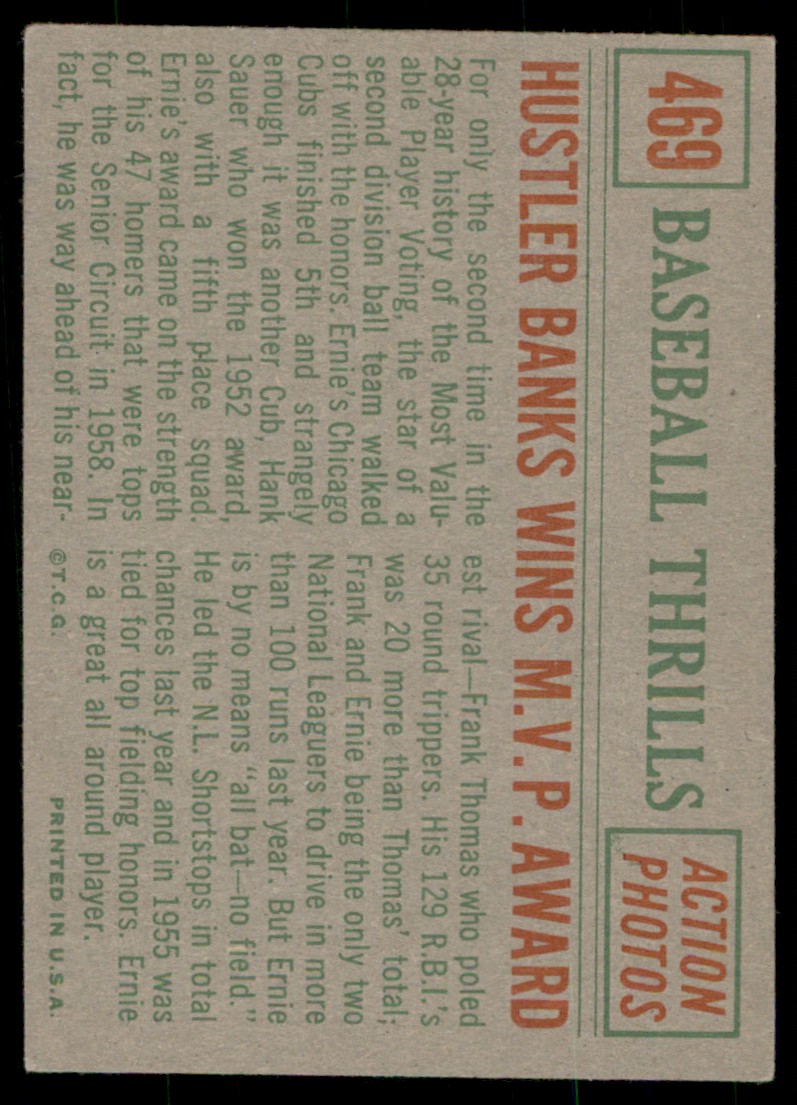 469
BASEBALL THRILLS
ACTION
PHOTOS
HUSTLER BANKS WINS M.V.P. AWARD
For only the second time in the
28-year history of the Most Valu-
able Player Voting, the star of a
second division ball team walked
off with the honors. Ernie's Chicago
Cubs finished 5th and strangely
enough it was another Cub, Hank
Sauer who won the 1952 award,
also with a fifth place squad.
Ernie's award came on the strength
of his 47 homers that were tops
for the Senior Circuit in 1958. In
fact, he was way ahead of his near-
est rival—Frank Thomas who poled
35 round trippers. His 129 R.B.I.'s
was 20 more than Thomas' total,
Frank and Ernie being the only two
National Leaguers to drive in more
than 100 runs last year. But Ernie
is by no means "all bat—no field."
He led the N.L. Shortstops in total
chances last year and in 1955 was
tied for top fielding honors. Ernie
is a great all around player.
©T.C.G.
PRINTED IN U.S.A.